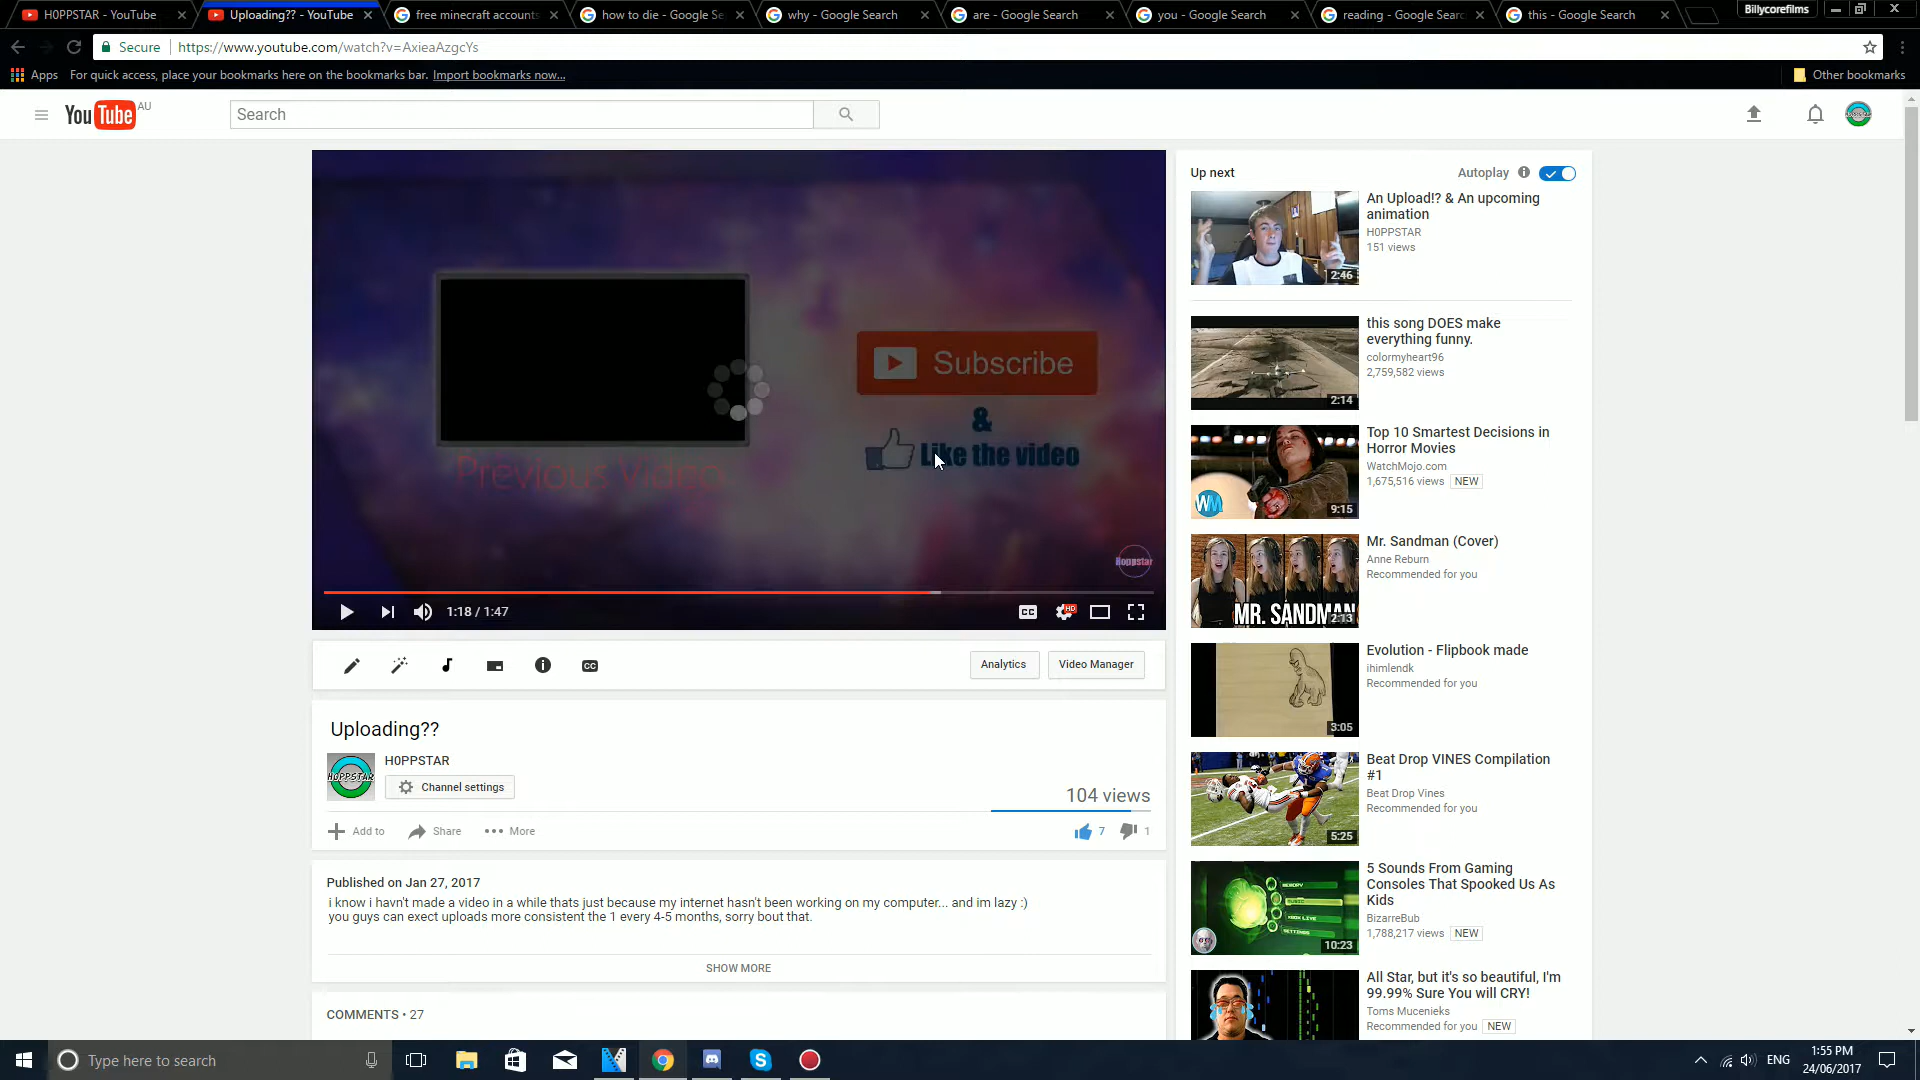 H0PPSTAR - YouTube
Uploading?? - YouTube
free minecraft accounts
how to die - Google Se
why - Google Search
are - Google Search
you - Google Search
reading - Google Searc
this - Google Search
Billycorefilms
Secure
https://www.youtube.com/watch?v=AxieaAzgcYs
Apps
For quick access, place your bookmarks here on the bookmarks bar. Import bookmarks now...
Other bookmarks
YouTube AU
Search
Subscribe
&
Like the video
Previous Video
Hoppstar
1:18 / 1:47
CC
HD
CC
Analytics
Video Manager
Uploading??
H0PPSTAR
H0PPSTAR
Channel settings
104 views
Add to
Share
More
7
1
Published on Jan 27, 2017
i know i havn't made a video in a while thats just because my internet hasn't been working on my computer... and im lazy :)
you guys can exect uploads more consistent the 1 every 4-5 months, sorry bout that.
SHOW MORE
COMMENTS • 27
Up next
Autoplay
An Upload!? & An upcoming
animation
H0PPSTAR
151 views
2:46
this song DOES make
everything funny.
colormyheart96
2,759,582 views
2:14
Top 10 Smartest Decisions in
Horror Movies
WatchMojo.com
1,675,516 views NEW
WM
9:15
Mr. Sandman (Cover)
Anne Reburn
Recommended for you
MR. SANDMAN
2:13
Evolution - Flipbook made
ihimlendk
Recommended for you
3:05
Beat Drop VINES Compilation
#1
Beat Drop Vines
Recommended for you
5:25
5 Sounds From Gaming
Consoles That Spooked Us As
Kids
BizarreBub
1,788,217 views NEW
MEMORY
MUSIC
XBOX LIVE
SETTINGS
10:23
All Star, but it's so beautiful, I'm
99.99% Sure You will CRY!
Toms Mucenieks
Recommended for you NEW
Type here to search
ENG
1:55 PM
24/06/2017